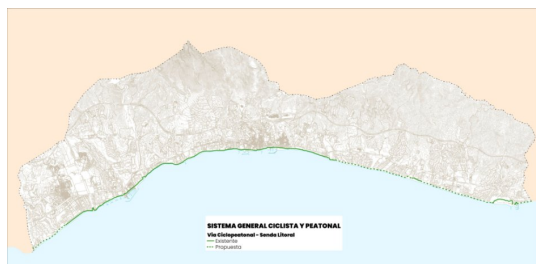 SISTEMA GENERAL CICLISTA Y PEATONAL
Vía Ciclopeatonal - Senda Litoral
Existente
Propuesta